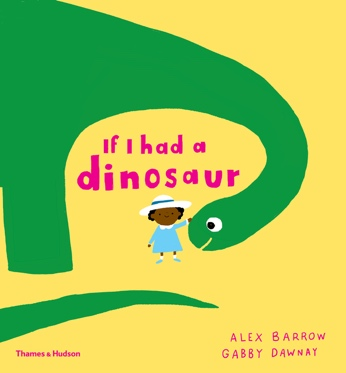 If I had a
dinosaur
ALEX BARROW
GABBY DAWNAY
Thames & Hudson